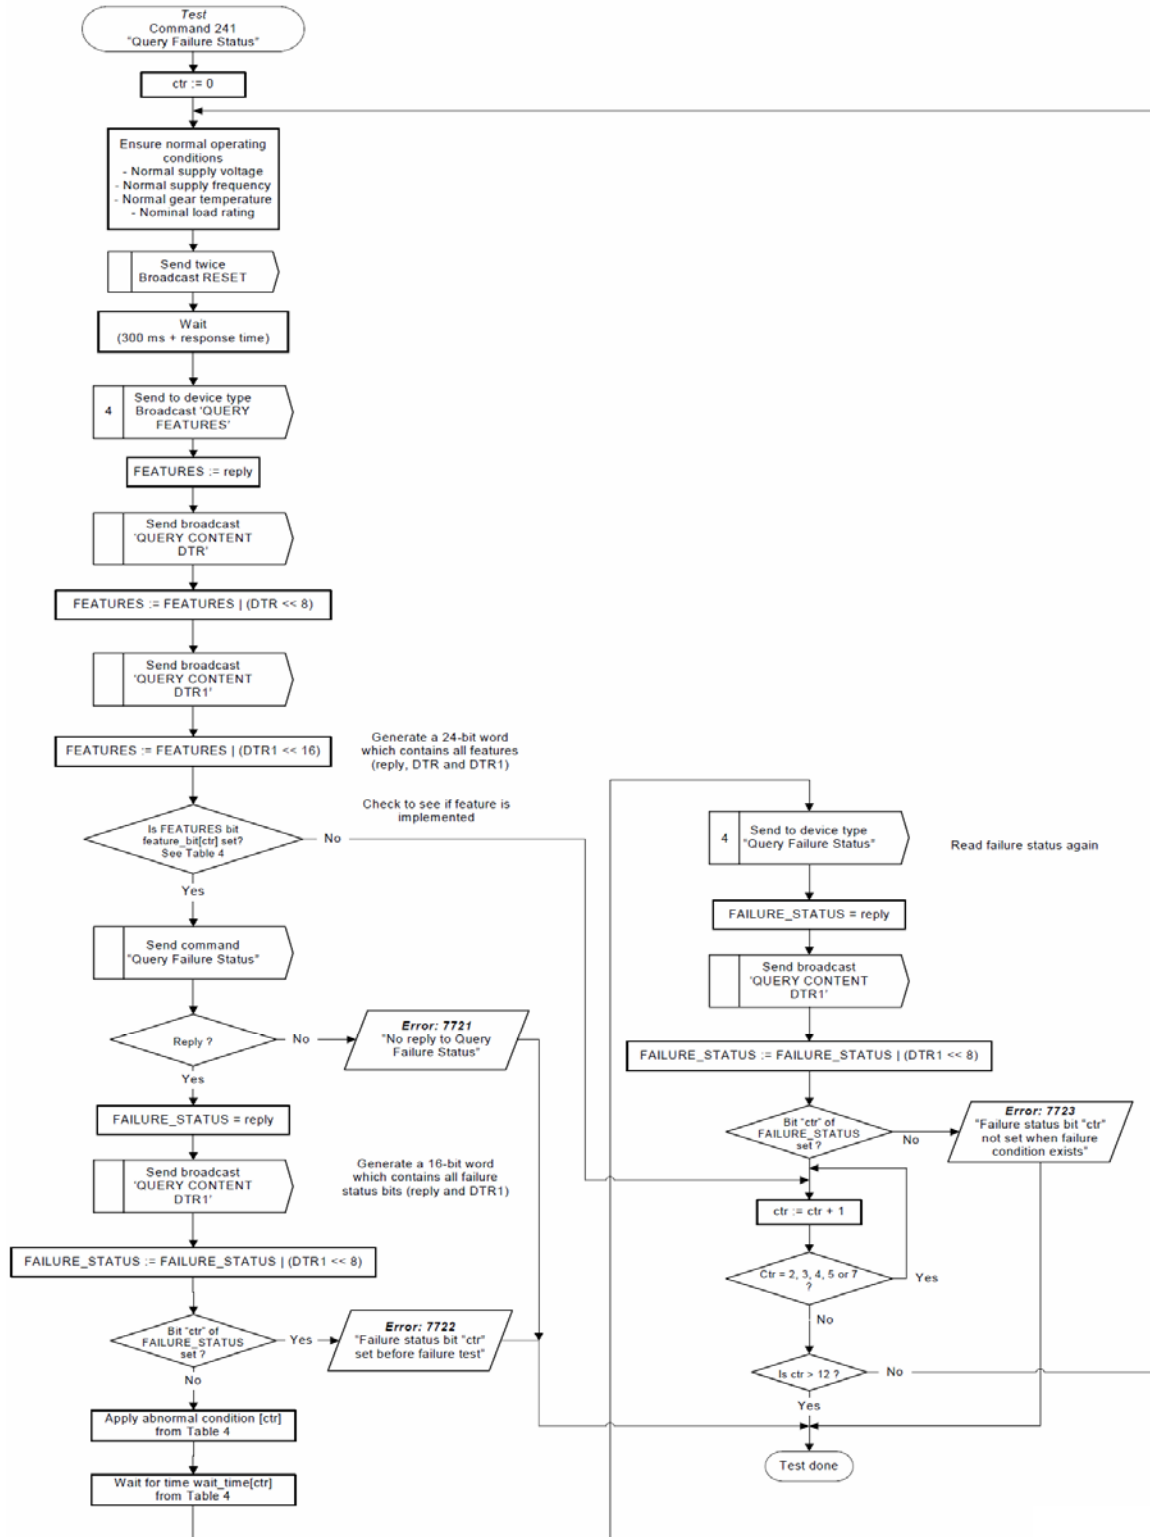 Test
Command 241
"Query Failure Status"
ctr := 0
Ensure normal operating
conditions
- Normal supply voltage
- Normal supply frequency
- Normal gear temperature
- Nominal load rating
Send twice
Broadcast RESET
Wait
(300 ms + response time)
4
Send to device type
Broadcast 'QUERY
FEATURES'
FEATURES := reply
Send broadcast
'QUERY CONTENT
DTR'
FEATURES := FEATURES | (DTR << 8)
Send broadcast
'QUERY CONTENT
DTR1'
FEATURES := FEATURES | (DTR1 << 16)
Generate a 24-bit word
which contains all features
(reply, DTR and DTR1)
Check to see if feature is
implemented
Is FEATURES bit
feature_bit[ctr] set?
See Table 4
No
Yes
Send command
"Query Failure Status"
Reply ?
No
Error: 7721
"No reply to Query
Failure Status"
Yes
FAILURE_STATUS = reply
Send broadcast
'QUERY CONTENT
DTR1'
Generate a 16-bit word
which contains all failure
status bits (reply and DTR1)
FAILURE_STATUS := FAILURE_STATUS | (DTR1 << 8)
Bit "ctr" of
FAILURE_STATUS
set ?
Yes
Error: 7722
"Failure status bit "ctr"
set before failure test"
No
Apply abnormal condition [ctr]
from Table 4
Wait for time wait_time[ctr]
from Table 4
4
Send to device type
"Query Failure Status"
Read failure status again
FAILURE_STATUS = reply
Send broadcast
'QUERY CONTENT
DTR1'
FAILURE_STATUS := FAILURE_STATUS | (DTR1 << 8)
Bit "ctr" of
FAILURE_STATUS
set ?
No
Error: 7723
"Failure status bit "ctr"
not set when failure
condition exists"
ctr := ctr + 1
Ctr = 2, 3, 4, 5 or 7
?
Yes
No
Is ctr > 12 ?
No
Yes
Test done